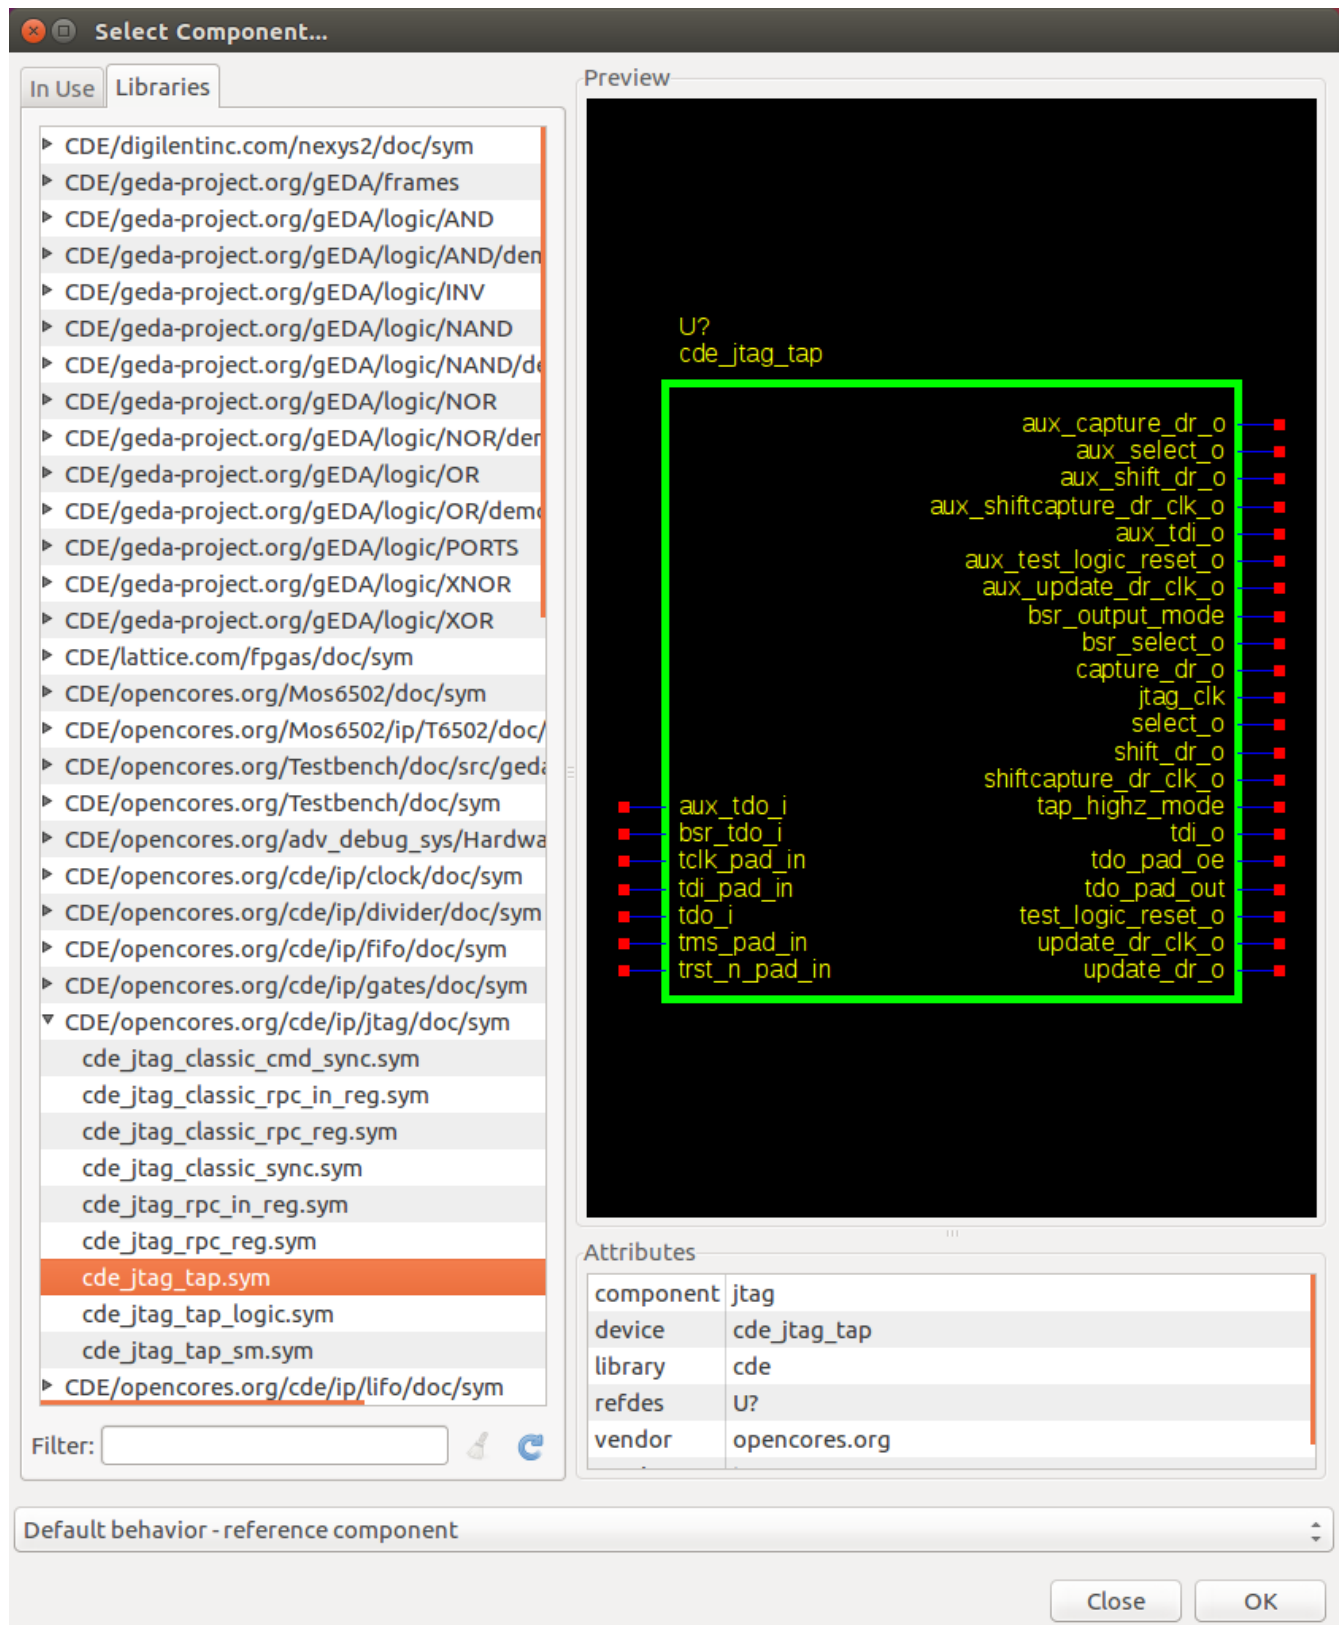 Select Component...
In Use
Libraries
CDE/digilentinc.com/nexys2/doc/sym
CDE/geda-project.org/gEDA/frames
CDE/geda-project.org/gEDA/logic/AND
CDE/geda-project.org/gEDA/logic/AND/den
CDE/geda-project.org/gEDA/logic/INV
CDE/geda-project.org/gEDA/logic/NAND
CDE/geda-project.org/gEDA/logic/NAND/de
CDE/geda-project.org/gEDA/logic/NOR
CDE/geda-project.org/gEDA/logic/NOR/der
CDE/geda-project.org/gEDA/logic/OR
CDE/geda-project.org/gEDA/logic/OR/demo
CDE/geda-project.org/gEDA/logic/PORTS
CDE/geda-project.org/gEDA/logic/XNOR
CDE/geda-project.org/gEDA/logic/XOR
CDE/lattice.com/fpgas/doc/sym
CDE/opencores.org/Mos6502/doc/sym
CDE/opencores.org/Mos6502/ip/T6502/doc/
CDE/opencores.org/Testbench/doc/src/geda
CDE/opencores.org/Testbench/doc/sym
CDE/opencores.org/adv_debug_sys/Hardwa
CDE/opencores.org/cde/ip/clock/doc/sym
CDE/opencores.org/cde/ip/divider/doc/sym
CDE/opencores.org/cde/ip/fifo/doc/sym
CDE/opencores.org/cde/ip/gates/doc/sym
CDE/opencores.org/cde/ip/jtag/doc/sym
cde_jtag_classic_cmd_sync.sym
cde_jtag_classic_rpc_in_reg.sym
cde_jtag_classic_rpc_reg.sym
cde_jtag_classic_sync.sym
cde_jtag_rpc_in_reg.sym
cde_jtag_rpc_reg.sym
cde_jtag_tap.sym
cde_jtag_tap_logic.sym
cde_jtag_tap_sm.sym
CDE/opencores.org/cde/ip/lifo/doc/sym
Filter:
Preview
U?
cde_jtag_tap
aux_capture_dr_o
aux_select_o
aux_shift_dr_o
aux_shiftcapture_dr_clk_o
aux_tdi_o
aux_test_logic_reset_o
aux_update_dr_clk_o
bsr_output_mode
bsr_select_o
capture_dr_o
jtag_clk
select_o
shift_dr_o
shiftcapture_dr_clk_o
aux_tdo_i tap_highz_mode
bsr_tdo_i tdi_o
tclk_pad_in tdo_pad_oe
tdi_pad_in tdo_pad_out
tdo_i test_logic_reset_o
tms_pad_in update_dr_clk_o
trst_n_pad_in update_dr_o
Attributes
component jtag
device cde_jtag_tap
library cde
refdes U?
vendor opencores.org
Default behavior - reference component
Close
OK